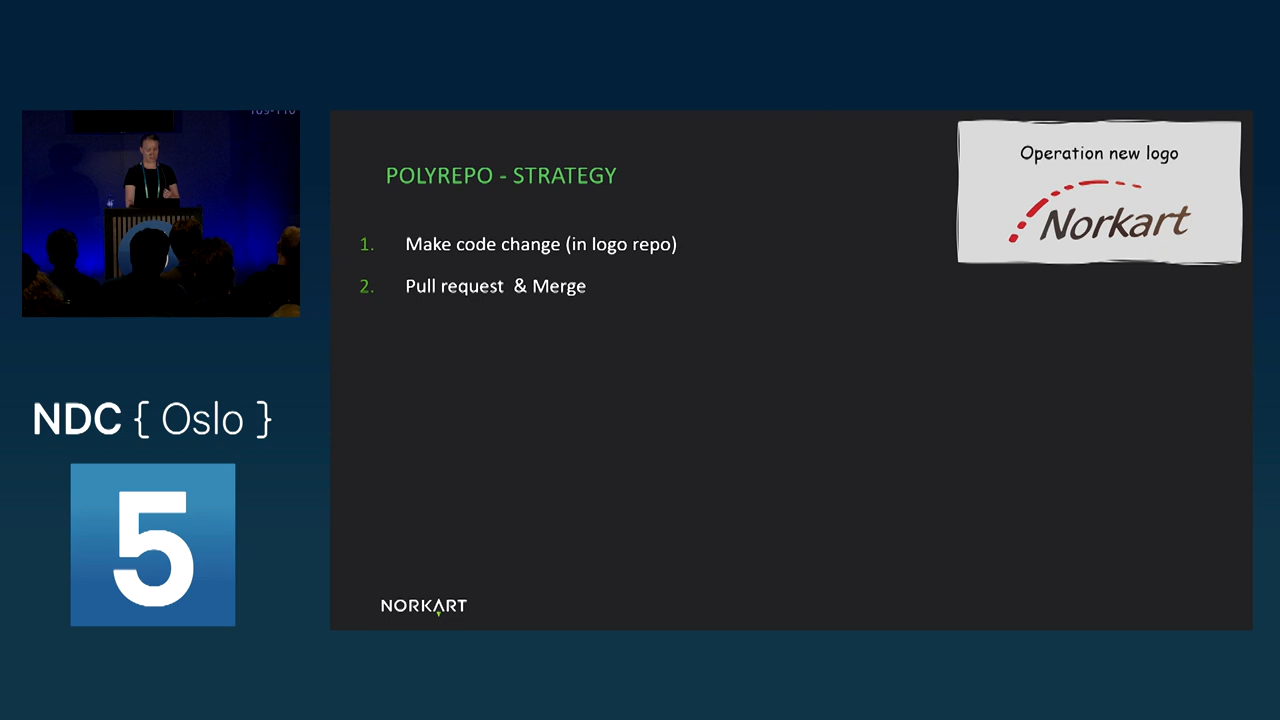 POLYREPO - STRATEGY
1. Make code change (in logo repo)
2. Pull request & Merge
Operation new logo
Norkart
NORKART
NDC { Oslo }
5